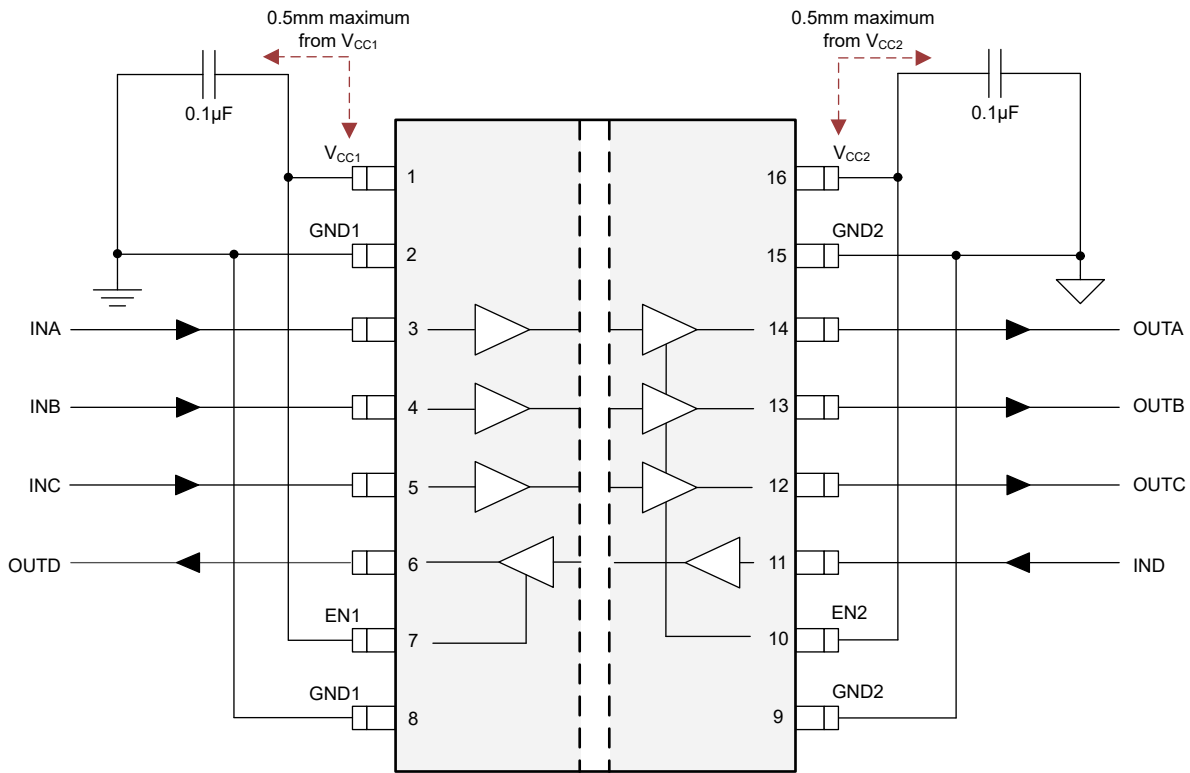 0.5mm maximum
from VCC1
0.5mm maximum
from VCC2
0.1µF
0.1µF
VCC1
1
16
VCC2
GND1
2
15
GND2
INA
3
14
OUTA
INB
4
13
OUTB
INC
5
12
OUTC
OUTD
6
11
IND
EN1
7
10
EN2
GND1
8
9
GND2